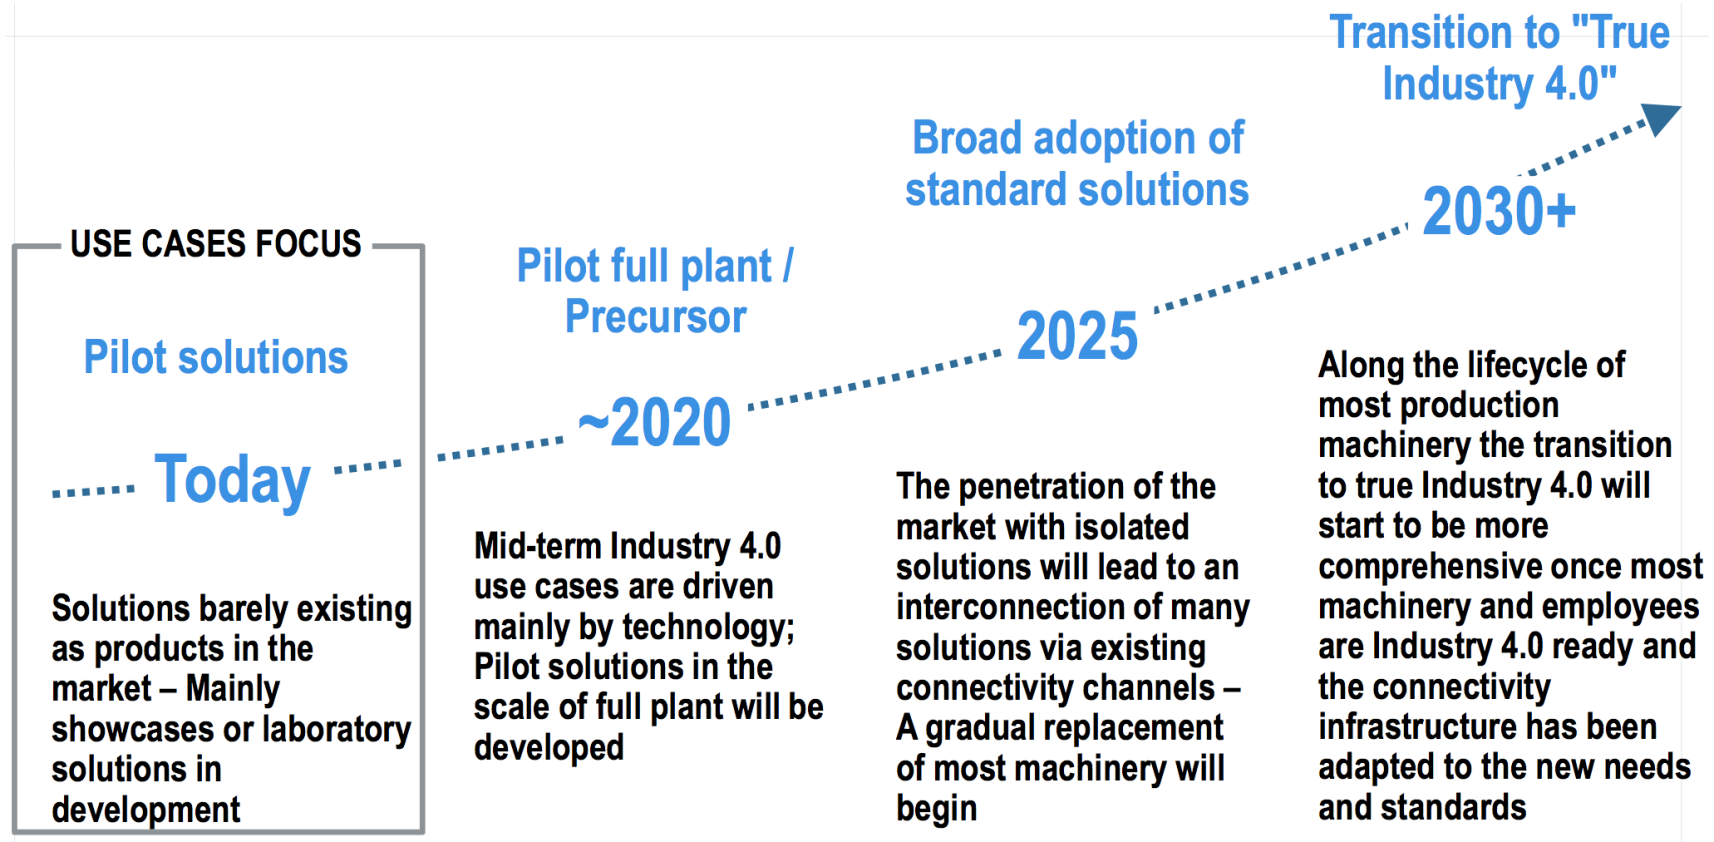 USE CASES FOCUS
Pilot solutions
Today
Solutions barely existing
as products in the
market – Mainly
showcases or laboratory
solutions in
development
Pilot full plant /
Precursor
~2020
Mid-term Industry 4.0
use cases are driven
mainly by technology;
Pilot solutions in the
scale of full plant will be
developed
Broad adoption of
standard solutions
2025
The penetration of the
market with isolated
solutions will lead to an
interconnection of many
solutions via existing
connectivity channels –
A gradual replacement
of most machinery will
begin
Transition to "True
Industry 4.0"
2030+
Along the lifecycle of
most production
machinery the transition
to true Industry 4.0 will
start to be more
comprehensive once most
machinery and employees
are Industry 4.0 ready and
the connectivity
infrastructure has been
adapted to the new needs
and standards